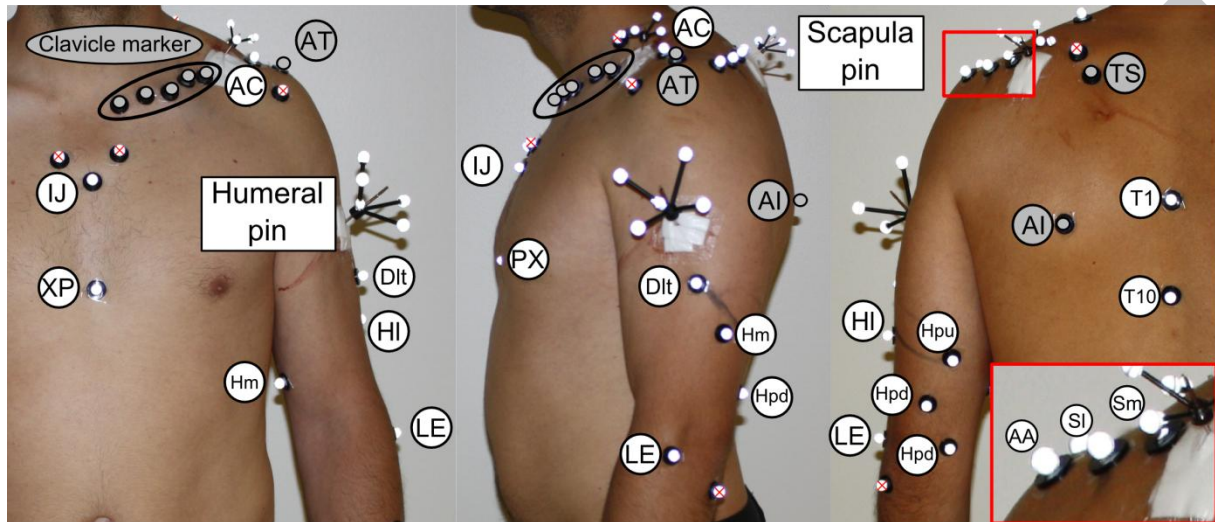 Clavicle marker
AT
AC
IJ
Humeral
pin
XP
Dlt
HI
Hm
LE
AC
AT
Scapula
pin
IJ
AI
PX
Dlt
Hm
Hpd
LE
TS
T1
AI
T10
HI
Hpu
Hpd
LE
Hpd
AA
SI
Sm